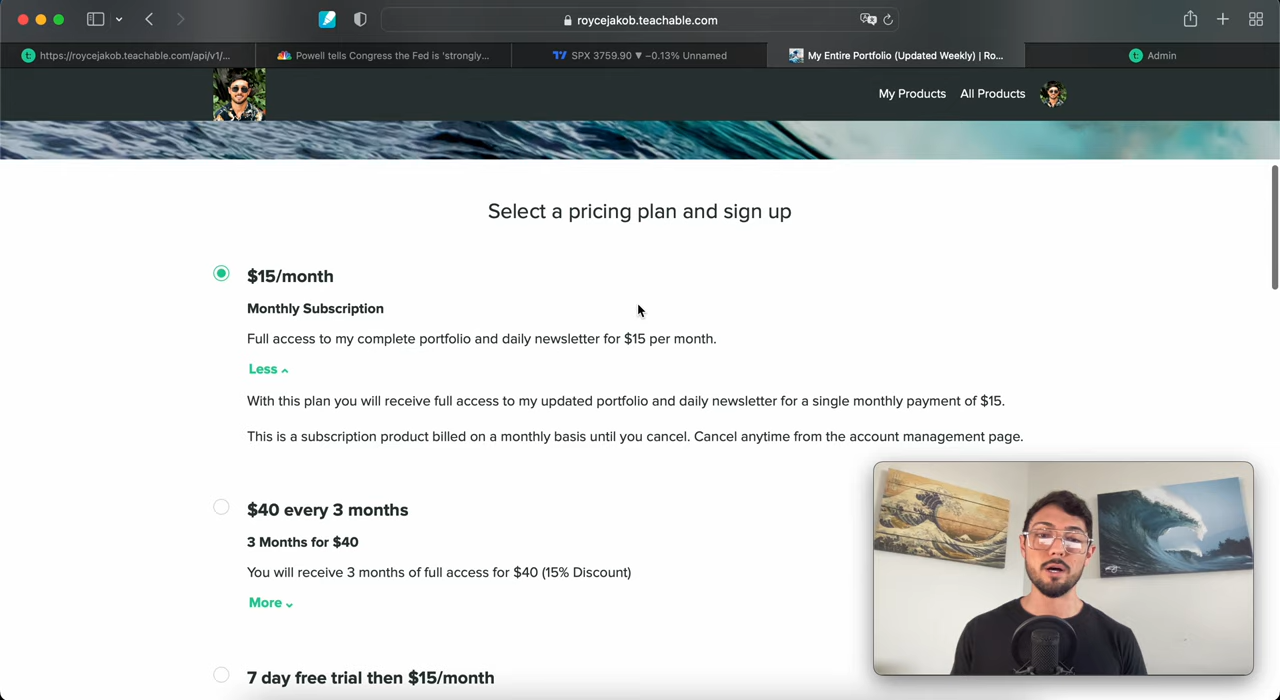 roycejakob.teachable.com
https://roycejakob.teachable.com/api/v1/...
Powell tells Congress the Fed is 'strongly...
SPX 3759.90 ▼ −0.13% Unnamed
My Entire Portfolio (Updated Weekly) | Ro...
Admin
My Products
All Products
Select a pricing plan and sign up
$15/month
Monthly Subscription
Full access to my complete portfolio and daily newsletter for $15 per month.
Less
With this plan you will receive full access to my updated portfolio and daily newsletter for a single monthly payment of $15.
This is a subscription product billed on a monthly basis until you cancel. Cancel anytime from the account management page.
$40 every 3 months
3 Months for $40
You will receive 3 months of full access for $40 (15% Discount)
More
7 day free trial then $15/month